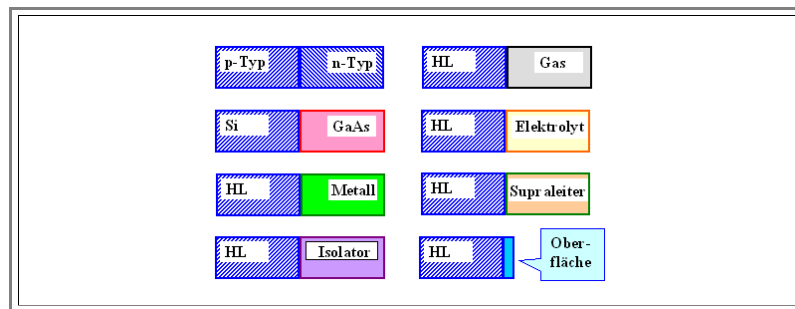 p-Typ n-Typ HL Gas
Si GaAs HL Elektrolyt
HL Metall HL Supraleiter
HL Isolator HL Ober-
fläche